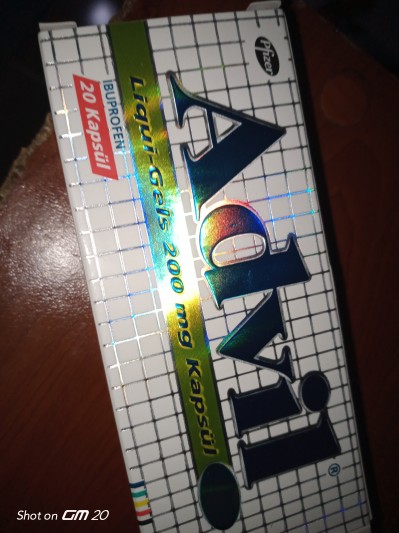 Pfizer
Advil®
Liqui-Gels 200 mg Kapsül
IBUPROFEN
20 Kapsül
Shot on GM 20